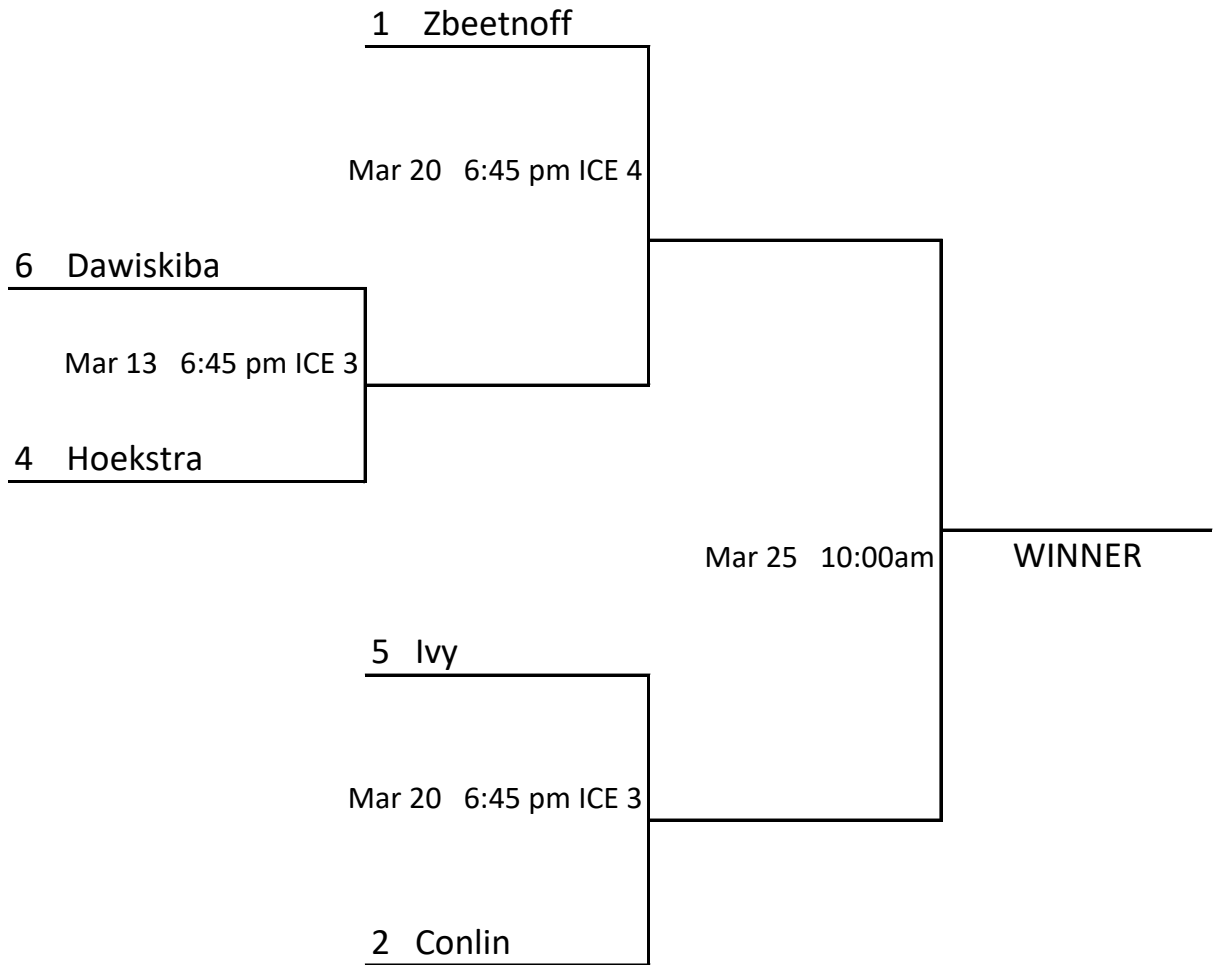 1 Zbeetnoff
Mar 20 6:45 pm ICE 4
6 Dawiskiba
Mar 13 6:45 pm ICE 3
4 Hoekstra
Mar 25 10:00am
WINNER
5 Ivy
Mar 20 6:45 pm ICE 3
2 Conlin